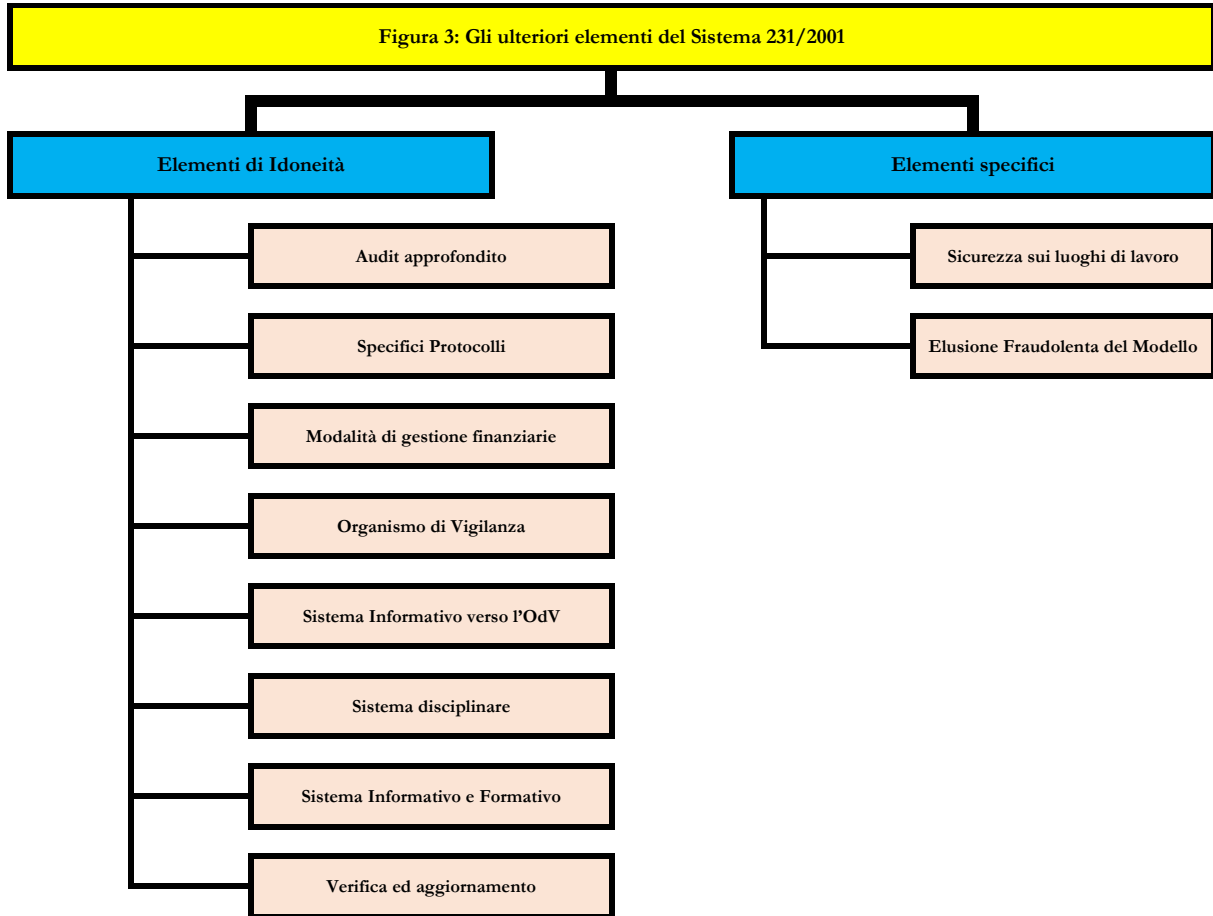 Figura 3: Gli ulteriori elementi del Sistema 231/2001
Elementi di Idoneità
Elementi specifici
Audit approfondito
Specifici Protocolli
Modalità di gestione finanziarie
Organismo di Vigilanza
Sistema Informativo verso l’OdV
Sistema disciplinare
Sistema Informativo e Formativo
Verifica ed aggiornamento
Sicurezza sui luoghi di lavoro
Elusione Fraudolenta del Modello